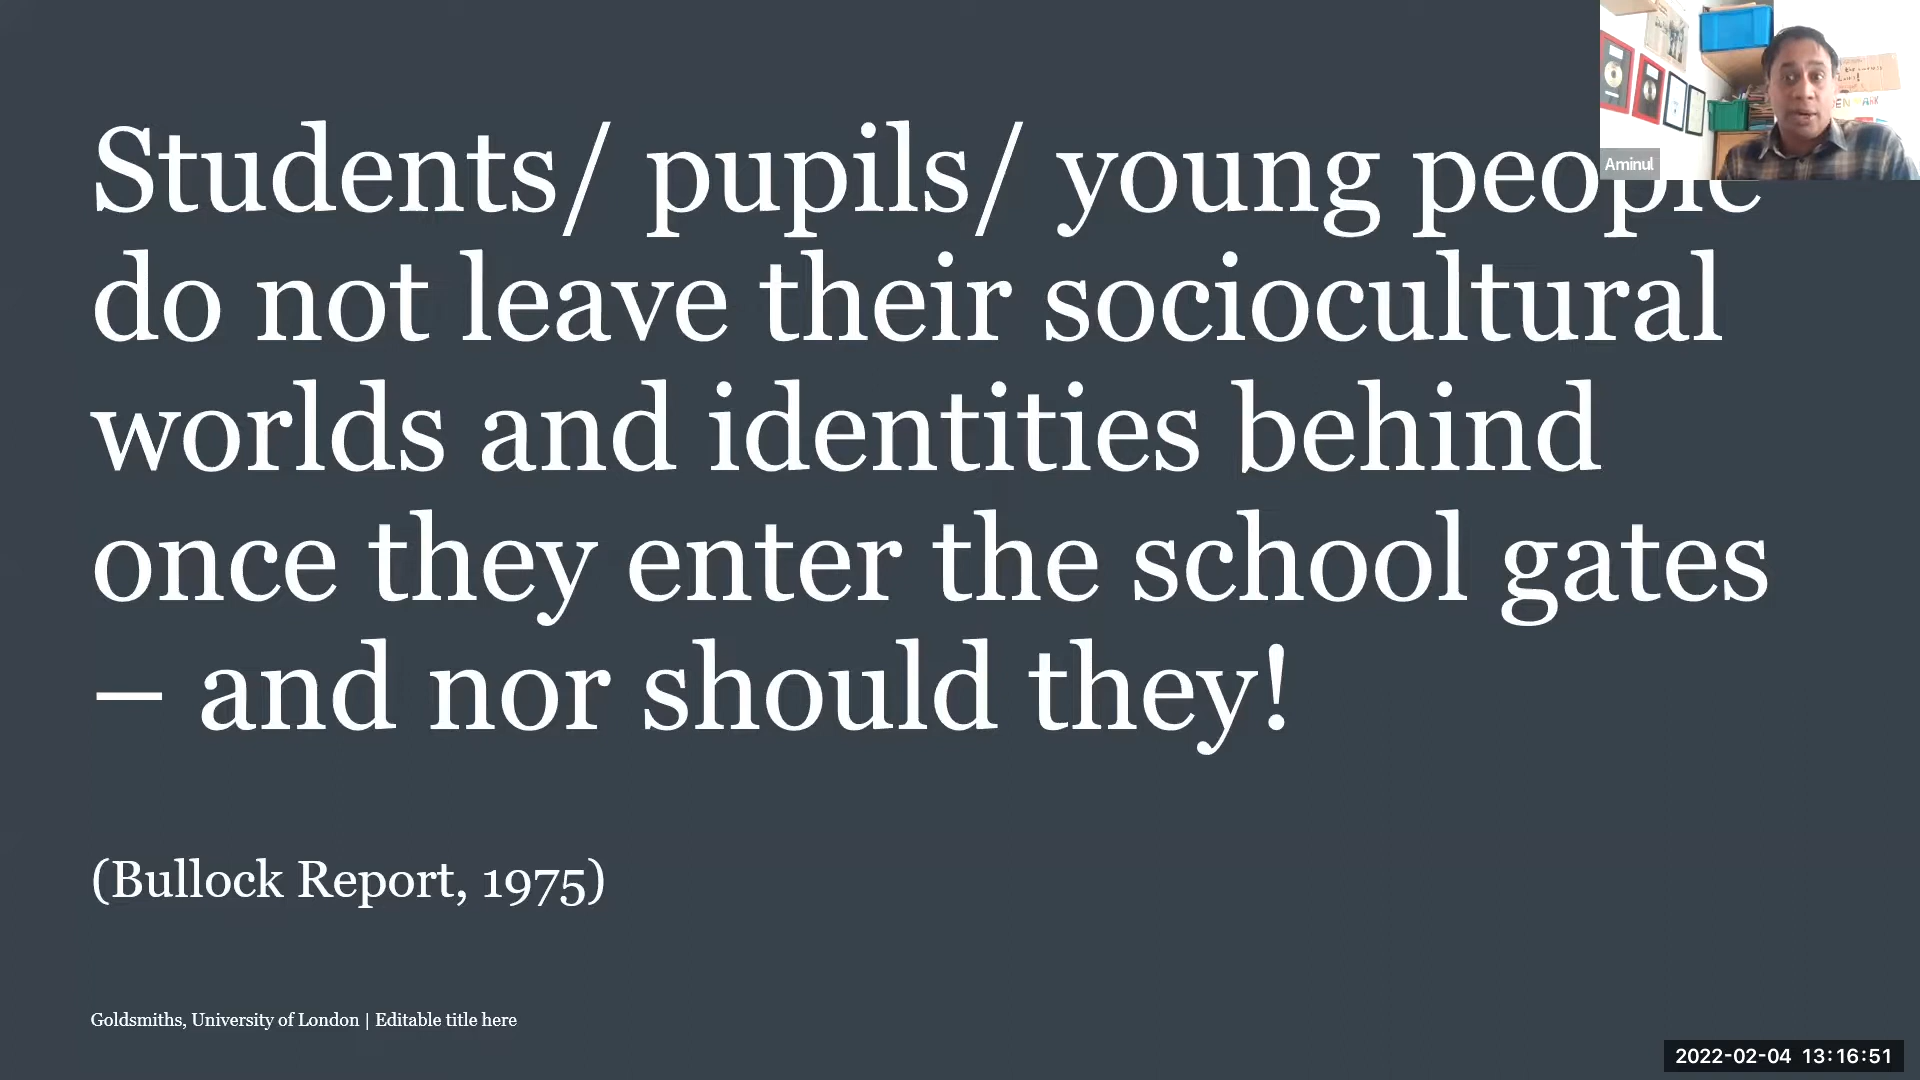 Students/ pupils/ young people
do not leave their sociocultural
worlds and identities behind
once they enter the school gates
– and nor should they!
(Bullock Report, 1975)
Goldsmiths, University of London | Editable title here
Aminul
2022-02-04 13:16:51